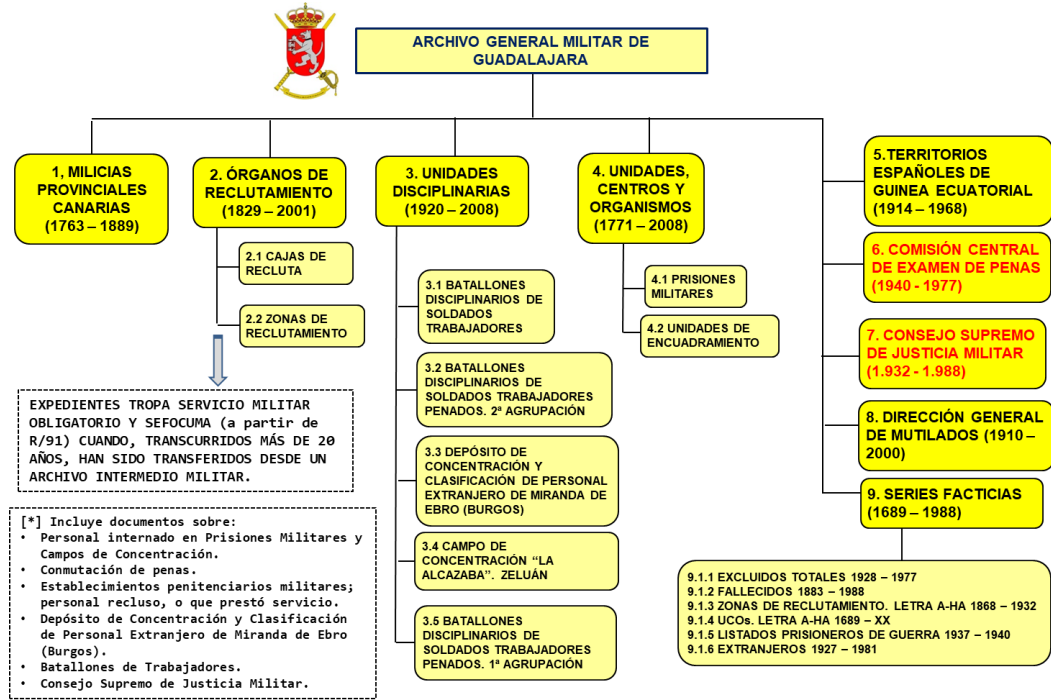 ARCHIVO GENERAL MILITAR DE
GUADALAJARA
1, MILICIAS
PROVINCIALES
CANARIAS
(1763 – 1889)
2. ÓRGANOS DE
RECLUTAMIENTO
(1829 – 2001)
2.1 CAJAS DE
RECLUTA
2.2 ZONAS DE
RECLUTAMIENTO
EXPEDIENTES TROPA SERVICIO MILITAR
OBLIGATORIO Y SEFOCUMA (a partir de
R/91) CUANDO, TRANSCURRIDOS MÁS DE 20
AÑOS, HAN SIDO TRANSFERIDOS DESDE UN
ARCHIVO INTERMEDIO MILITAR.
[*] Incluye documentos sobre:
• Personal internado en Prisiones Militares y
Campos de Concentración.
• Conmutación de penas.
• Establecimientos penitenciarios militares;
personal recluso, o que prestó servicio.
• Depósito de Concentración y Clasificación
de Personal Extranjero de Miranda de Ebro
(Burgos).
• Batallones de Trabajadores.
• Consejo Supremo de Justicia Militar.
3. UNIDADES
DISCIPLINARIAS
(1920 – 2008)
3.1 BATALLONES
DISCIPLINARIOS DE
SOLDADOS
TRABAJADORES
3.2 BATALLONES
DISCIPLINARIOS DE
SOLDADOS TRABAJADORES
PENADOS. 2ª AGRUPACIÓN
3.3 DEPÓSITO DE
CONCENTRACIÓN Y
CLASIFICACIÓN DE PERSONAL
EXTRANJERO DE MIRANDA DE
EBRO (BURGOS)
3.4 CAMPO DE
CONCENTRACIÓN “LA
ALCAZABA”. ZELUÁN
3.5 BATALLONES
DISCIPLINARIOS DE
SOLDADOS TRABAJADORES
PENADOS. 1ª AGRUPACIÓN
4. UNIDADES,
CENTROS Y
ORGANISMOS
(1771 – 2008)
4.1 PRISIONES
MILITARES
4.2 UNIDADES DE
ENCUADRAMIENTO
5.TERRITORIOS
ESPAÑOLES DE
GUINEA ECUATORIAL
(1914 – 1968)
6. COMISIÓN CENTRAL
DE EXAMEN DE PENAS
(1940 - 1977)
7. CONSEJO SUPREMO
DE JUSTICIA MILITAR
(1.932 - 1.988)
8. DIRECCIÓN GENERAL
DE MUTILADOS (1910 –
2000)
9. SERIES FACTICIAS
(1689 – 1988)
9.1.1 EXCLUIDOS TOTALES 1928 – 1977
9.1.2 FALLECIDOS 1883 – 1988
9.1.3 ZONAS DE RECLUTAMIENTO. LETRA A-HA 1868 – 1932
9.1.4 UCOs. LETRA A-HA 1689 – XX
9.1.5 LISTADOS PRISIONEROS DE GUERRA 1937 – 1940
9.1.6 EXTRANJEROS 1927 – 1981